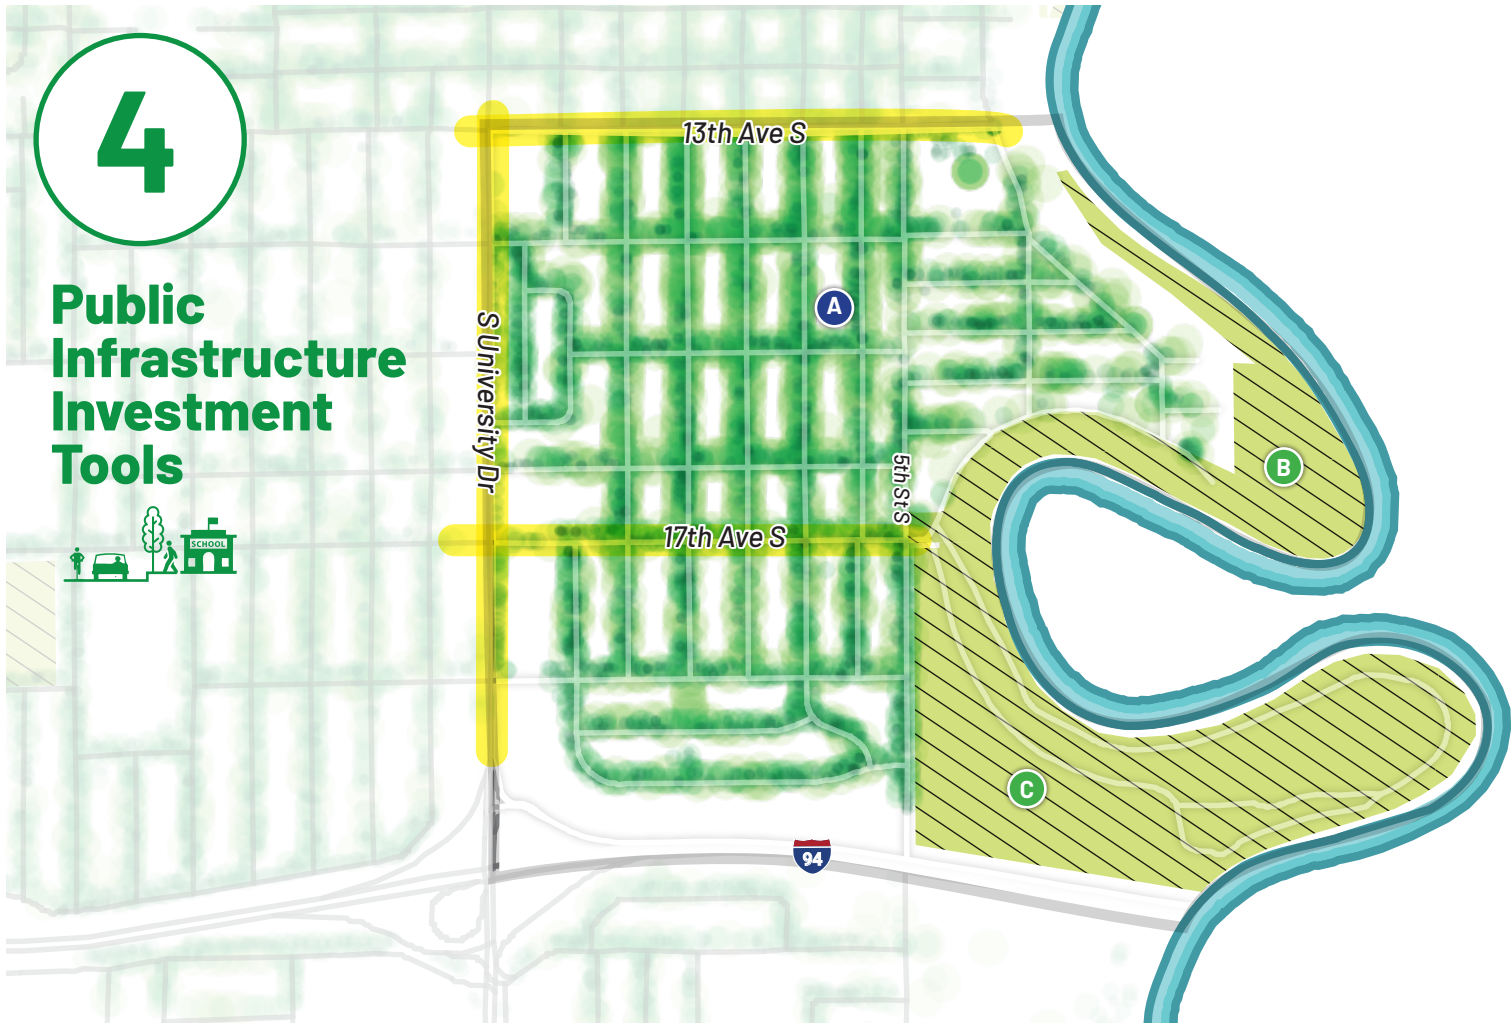 4
Public
Infrastructure
Investment
Tools
SCHOOL
13th Ave S
S University Dr
A
5th St S
B
17th Ave S
C
94